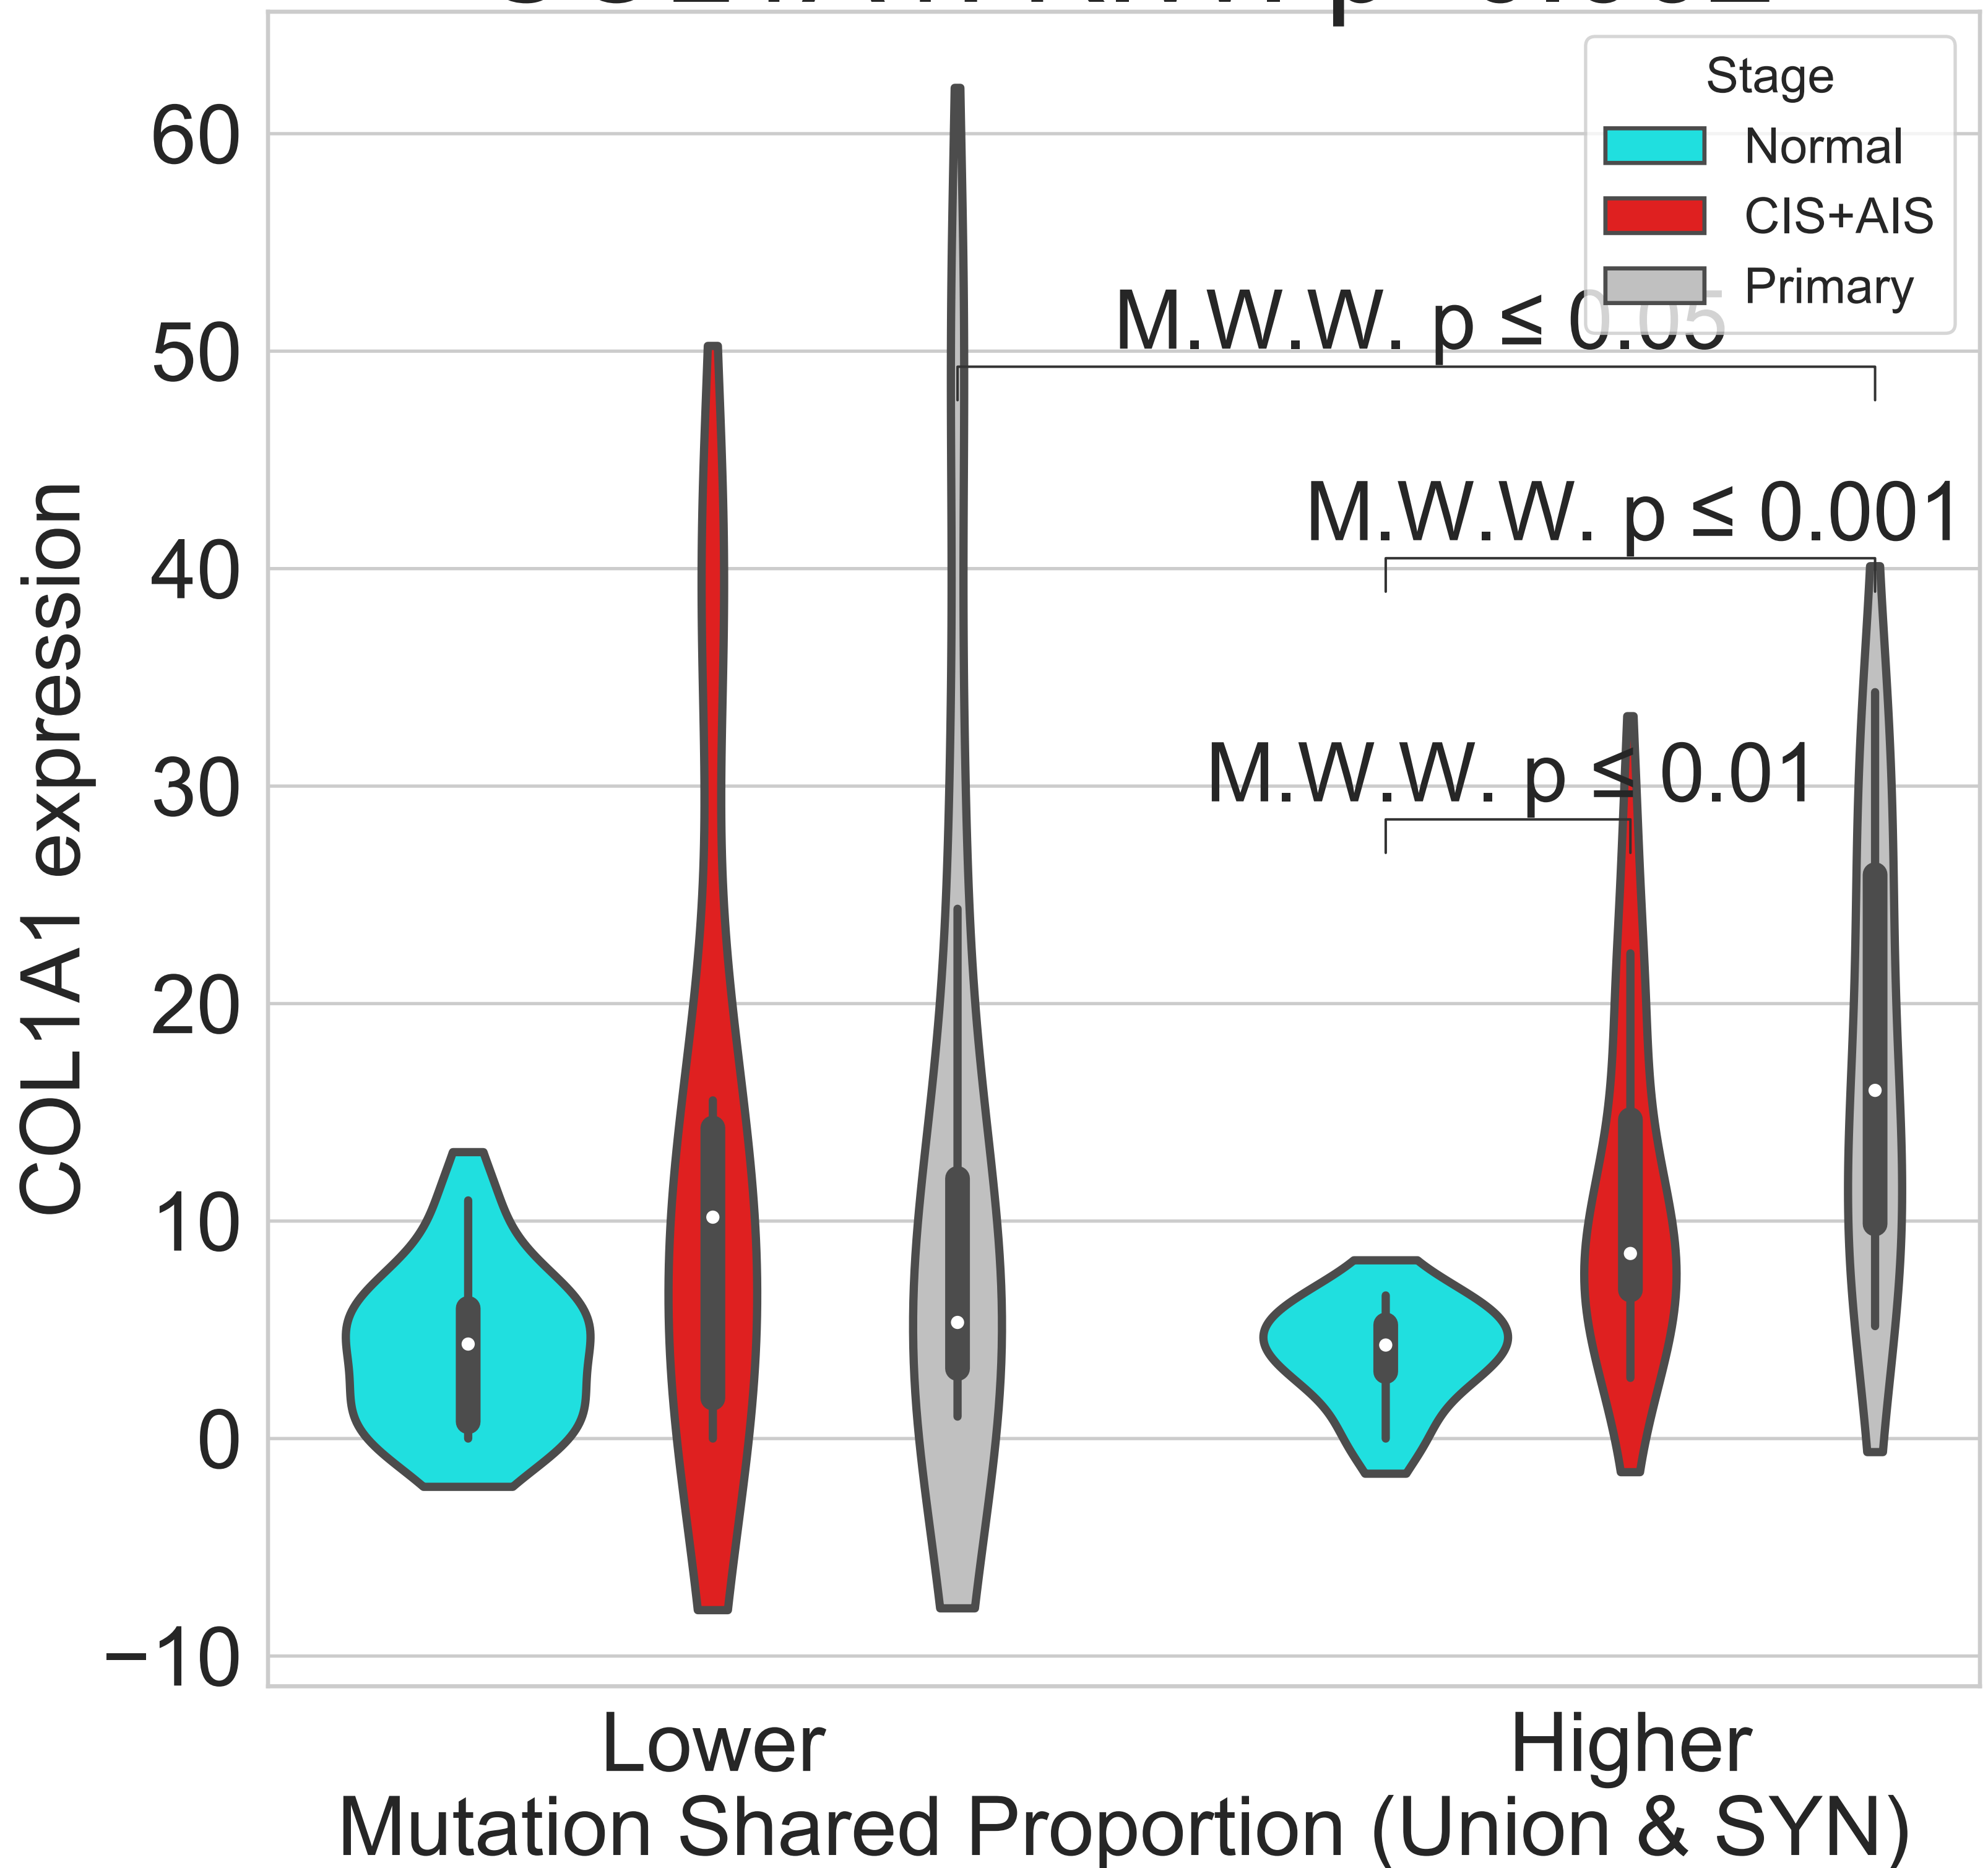 Stage
Normal
CIS+AIS
Primary
60
50
40
30
20
10
0
−10
COL1A1 expression
M.W.W. p ≤ 0.05
M.W.W. p ≤ 0.001
M.W.W. p ≤ 0.01
Lower
Higher
Mutation Shared Proportion (Union & SYN)